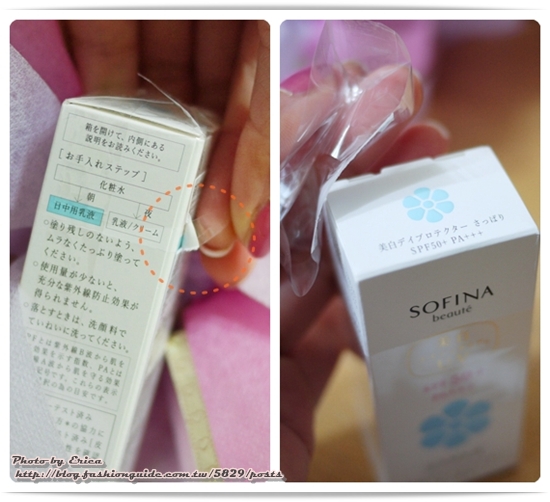 箱を開けて、内側にある
説明をお読みください。
[お手入れステップ]
化粧水
朝 夜
日中用乳液 乳液/クリーム
○塗り残しのないよう、
ムラなくたっぷり塗って
ください。
○使用量が少ないと、
充分な紫外線防止効果が
得られません。
○落とすときは、洗顔料で
ていねいに洗ってください。
美白デイプロテクター さっぱり
SPF50+ PA+++
SOFINA
beauté
Photo by Erica
http://blog.fashionguide.com.tw/5829/posts